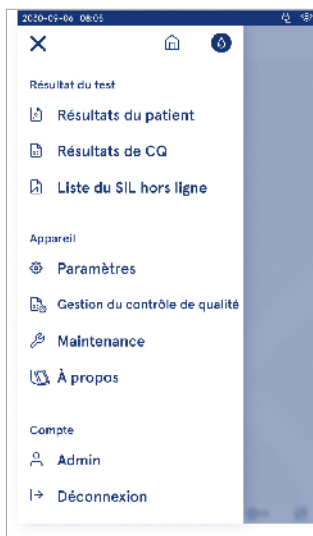 2030-09-06 08:05
Résultat du test
Résultats du patient
Résultats de CQ
Liste du SIL hors ligne
Appareil
Paramètres
Gestion du contrôle de qualité
Maintenance
À propos
Compte
Admin
Déconnexion